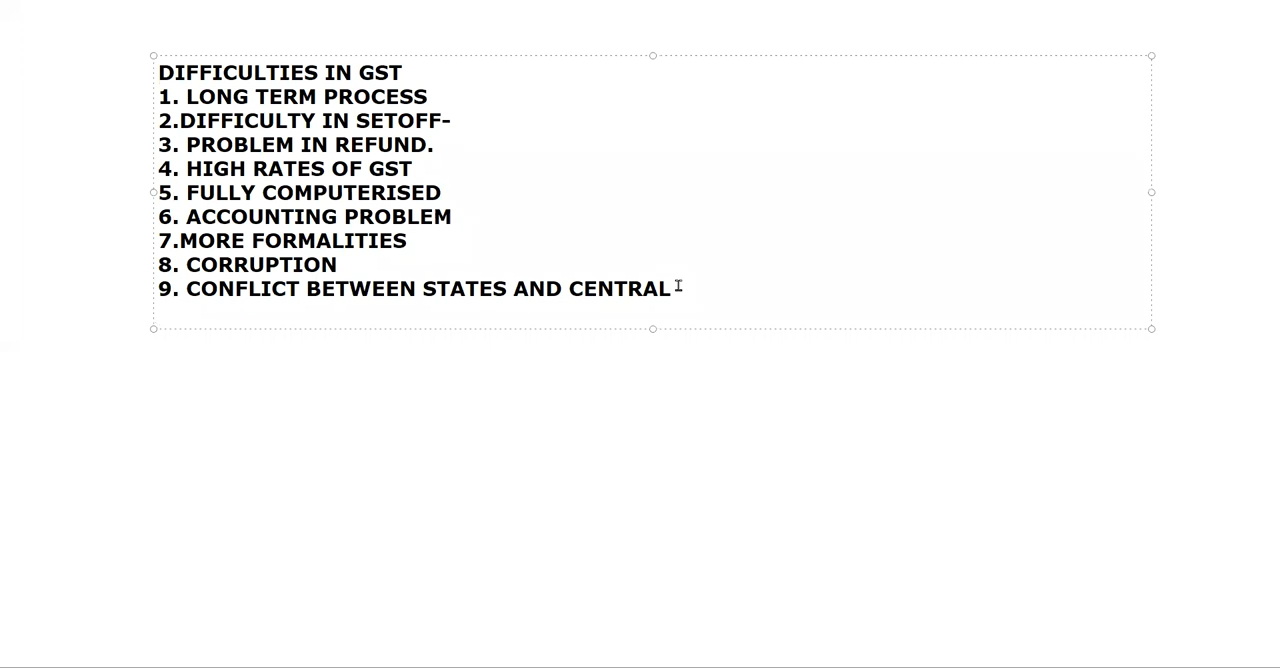 DIFFICULTIES IN GST
1. LONG TERM PROCESS
2.DIFFICULTY IN SETOFF-
3. PROBLEM IN REFUND.
4. HIGH RATES OF GST
5. FULLY COMPUTERISED
6. ACCOUNTING PROBLEM
7.MORE FORMALITIES
8. CORRUPTION
9. CONFLICT BETWEEN STATES AND CENTRAL